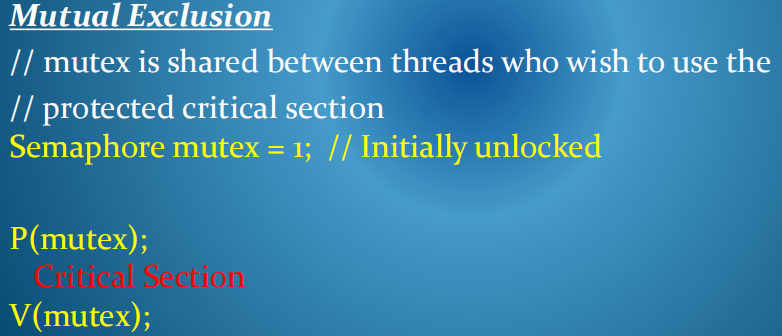 Mutual Exclusion
// mutex is shared between threads who wish to use the
// protected critical section
Semaphore mutex = 1;  // Initially unlocked
P(mutex);
Critical Section
V(mutex);